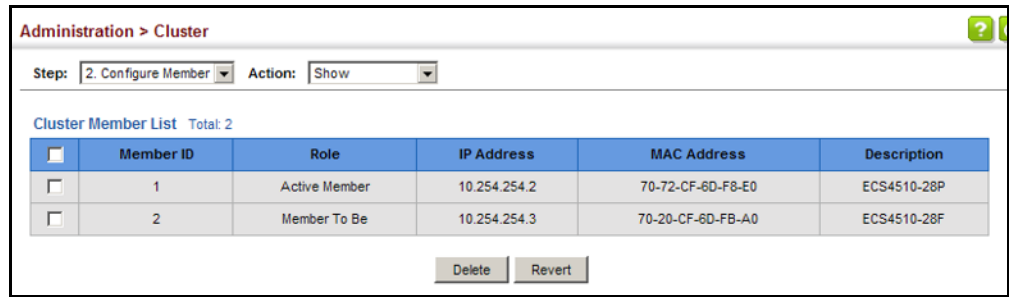 Administration > Cluster
?
Step: 2. Configure Member Action: Show
Cluster Member List Total: 2
Member ID Role IP Address MAC Address Description
1 Active Member 10.254.254.2 70-72-CF-6D-F8-E0 ECS4510-28P
2 Member To Be 10.254.254.3 70-20-CF-6D-FB-A0 ECS4510-28F
Delete Revert